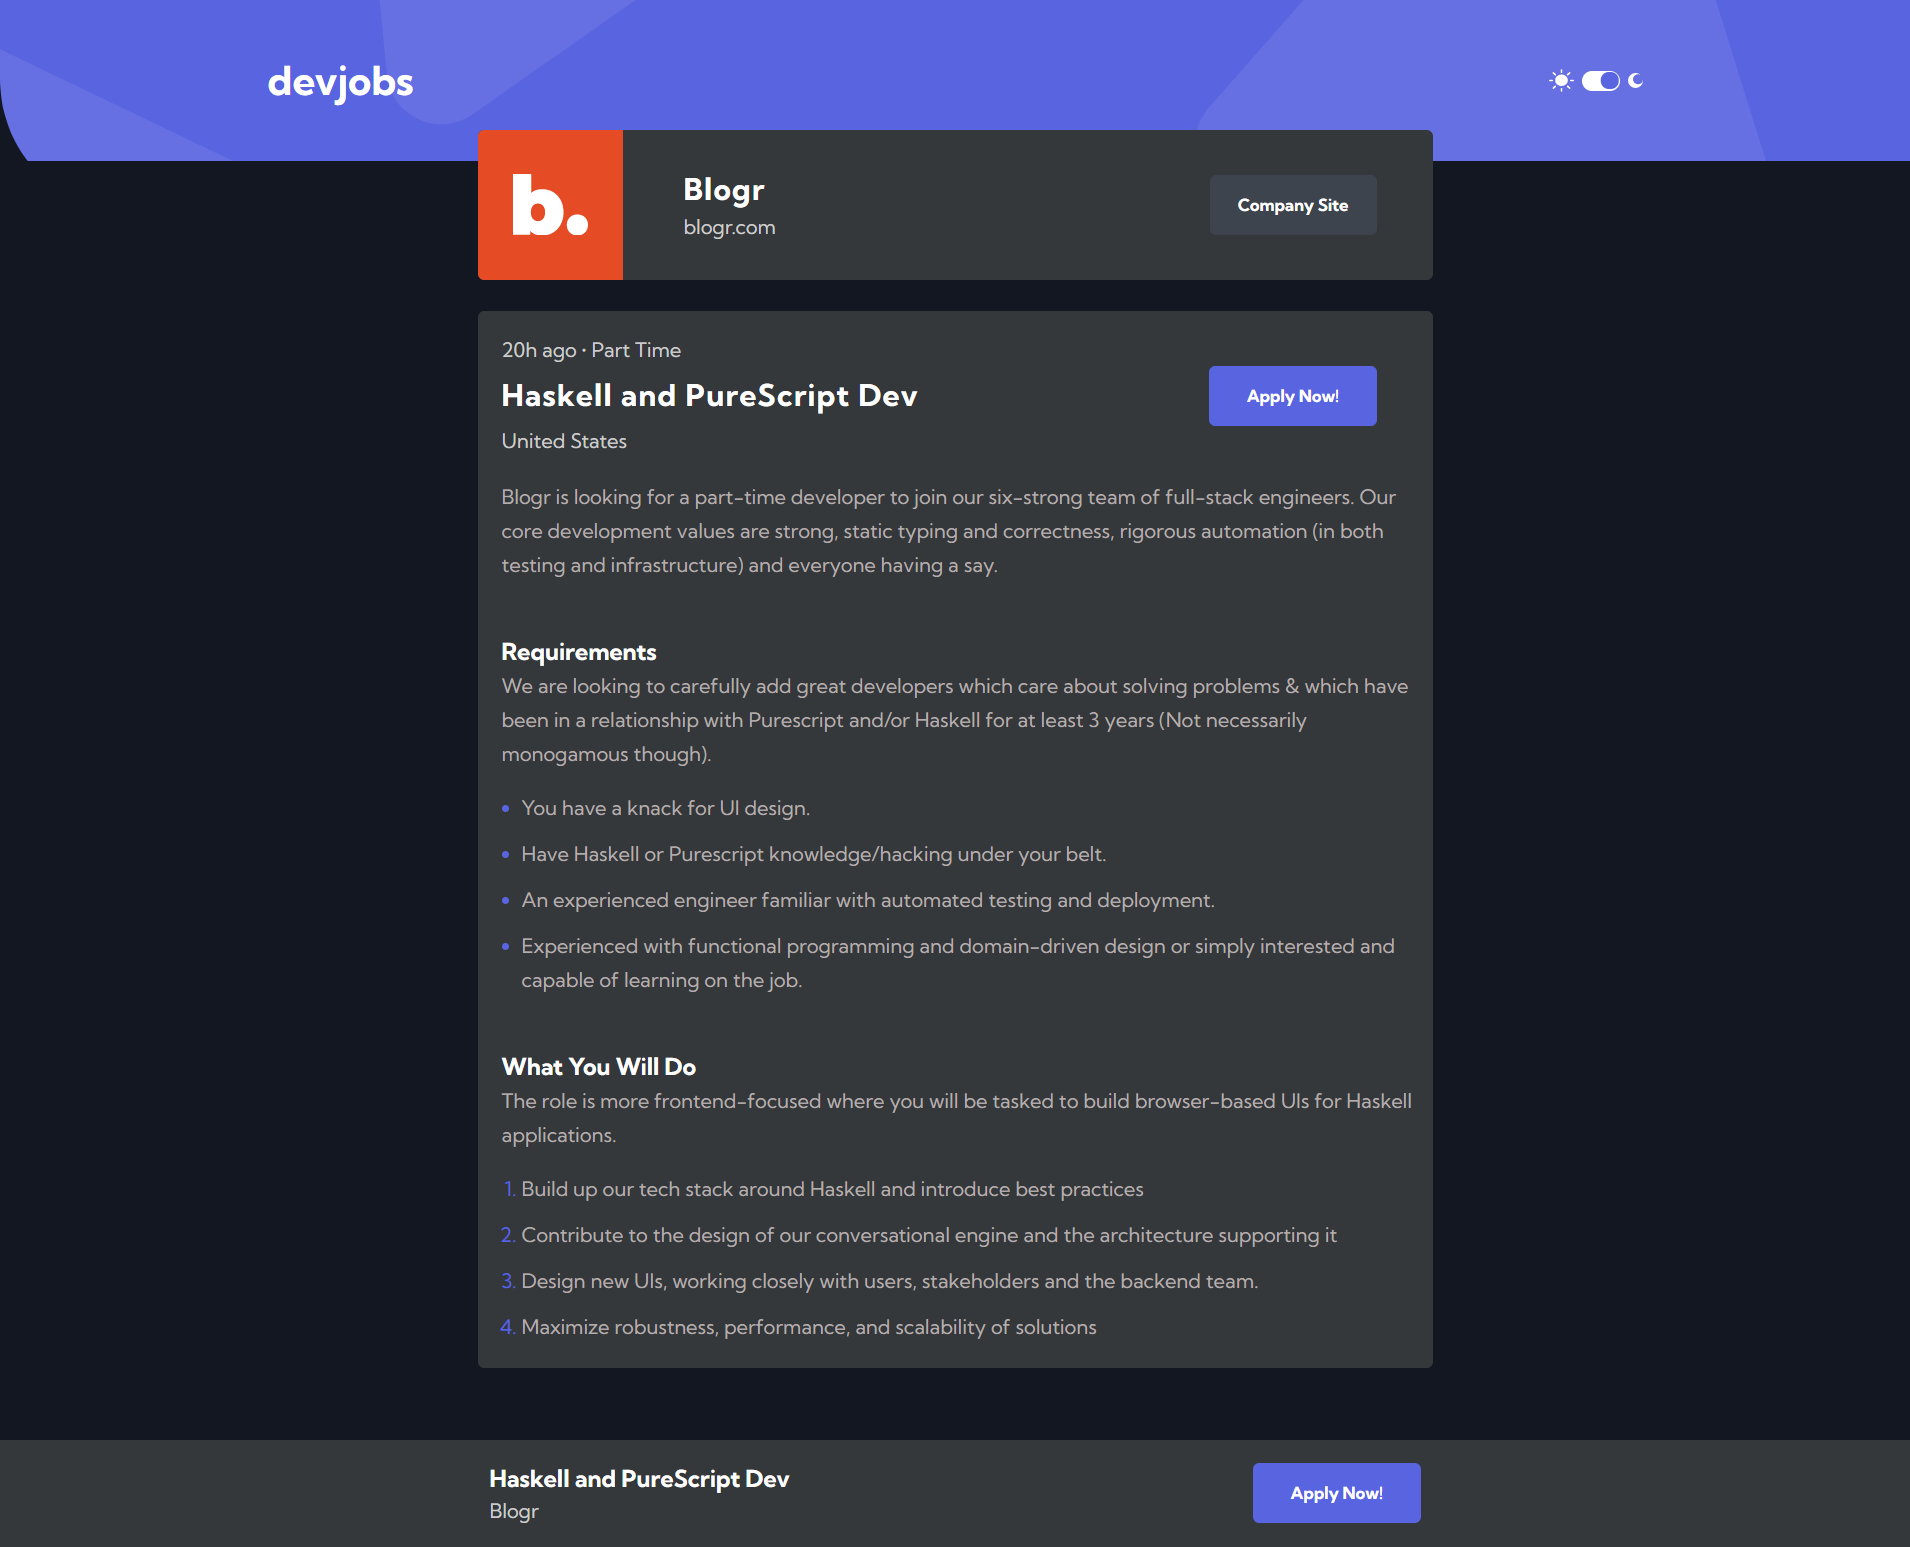 devjobs
b.
Blogr
blogr.com
Company Site
20h ago · Part Time
Haskell and PureScript Dev
United States
Apply Now!
Blogr is looking for a part-time developer to join our six-strong team of full-stack engineers. Our
core development values are strong, static typing and correctness, rigorous automation (in both
testing and infrastructure) and everyone having a say.
Requirements
We are looking to carefully add great developers which care about solving problems & which have
been in a relationship with Purescript and/or Haskell for at least 3 years (Not necessarily
monogamous though).
• You have a knack for UI design.
• Have Haskell or Purescript knowledge/hacking under your belt.
• An experienced engineer familiar with automated testing and deployment.
• Experienced with functional programming and domain-driven design or simply interested and
capable of learning on the job.
What You Will Do
The role is more frontend-focused where you will be tasked to build browser-based UIs for Haskell
applications.
1. Build up our tech stack around Haskell and introduce best practices
2. Contribute to the design of our conversational engine and the architecture supporting it
3. Design new UIs, working closely with users, stakeholders and the backend team.
4. Maximize robustness, performance, and scalability of solutions
Haskell and PureScript Dev
Blogr
Apply Now!